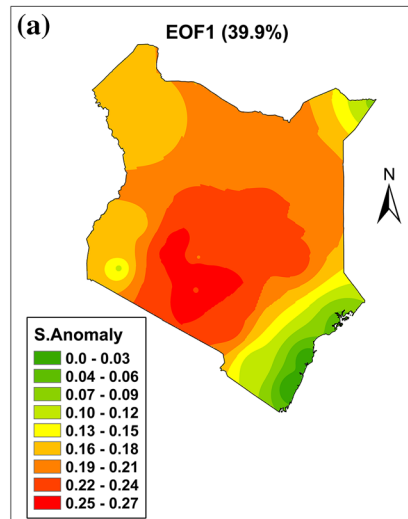 (a)
EOF1 (39.9%)
N
S.Anomaly
0.0 - 0.03
0.04 - 0.06
0.07 - 0.09
0.10 - 0.12
0.13 - 0.15
0.16 - 0.18
0.19 - 0.21
0.22 - 0.24
0.25 - 0.27